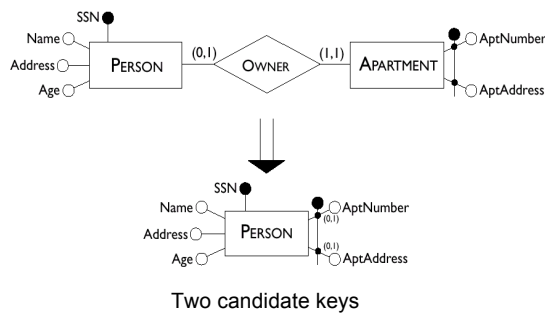 SSN
Name
(0,1) (1,1) AptNumber
Address PERSON OWNER APARTMENT
Age AptAddress
SSN
Name AptNumber
(0,1)
Address PERSON
(0,1)
Age AptAddress
Two candidate keys